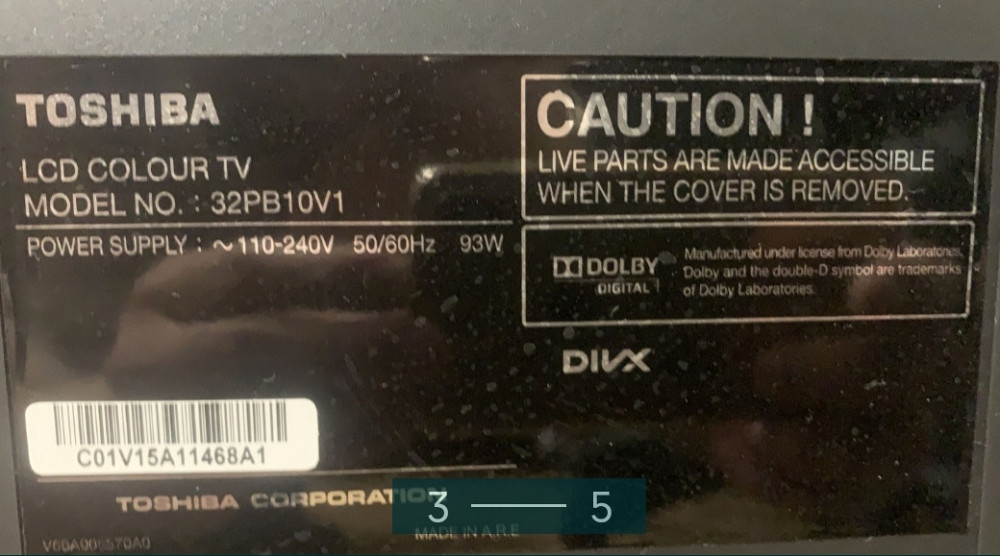 TOSHIBA
LCD COLOUR TV
MODEL NO. : 32PB10V1
POWER SUPPLY : ~110-240V 50/60Hz 93W
CAUTION !
LIVE PARTS ARE MADE ACCESSIBLE
WHEN THE COVER IS REMOVED.
DOLBY
DIGITAL
Manufactured under license from Dolby Laboratories.
Dolby and the double-D symbol are trademarks
of Dolby Laboratories.
DIVX
C01V15A11468A1
TOSHIBA CORPORATION
3 — 5
MADE IN A.R.E